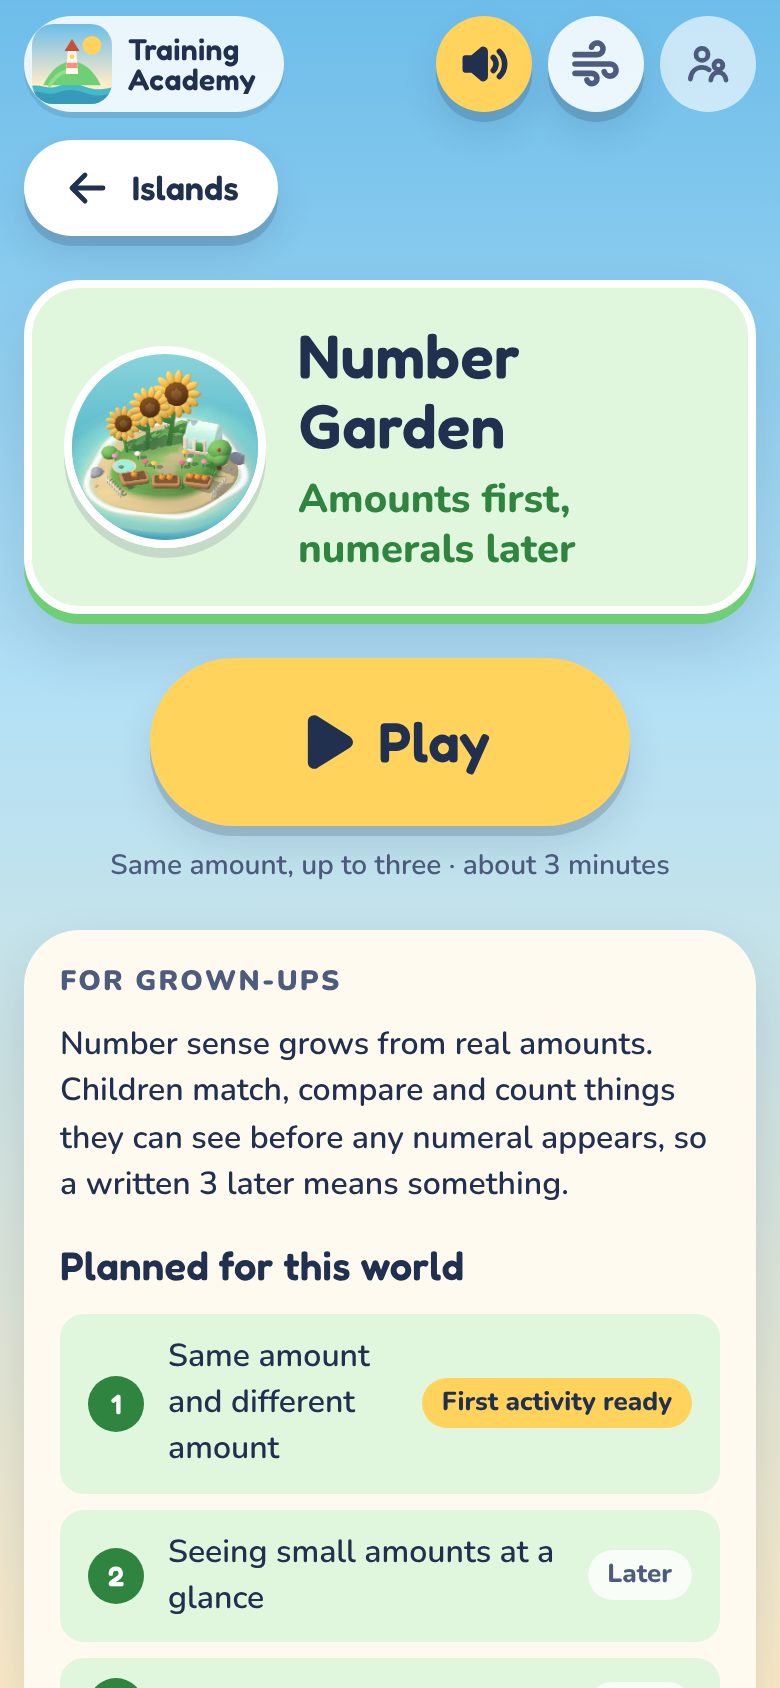 Training
Academy
Islands
Number
Garden
Amounts first,
numerals later
Play
Same amount, up to three · about 3 minutes
FOR GROWN-UPS
Number sense grows from real amounts.
Children match, compare and count things
they can see before any numeral appears, so
a written 3 later means something.
Planned for this world
1
Same amount
and different
amount
First activity ready
2
Seeing small amounts at a
glance
Later